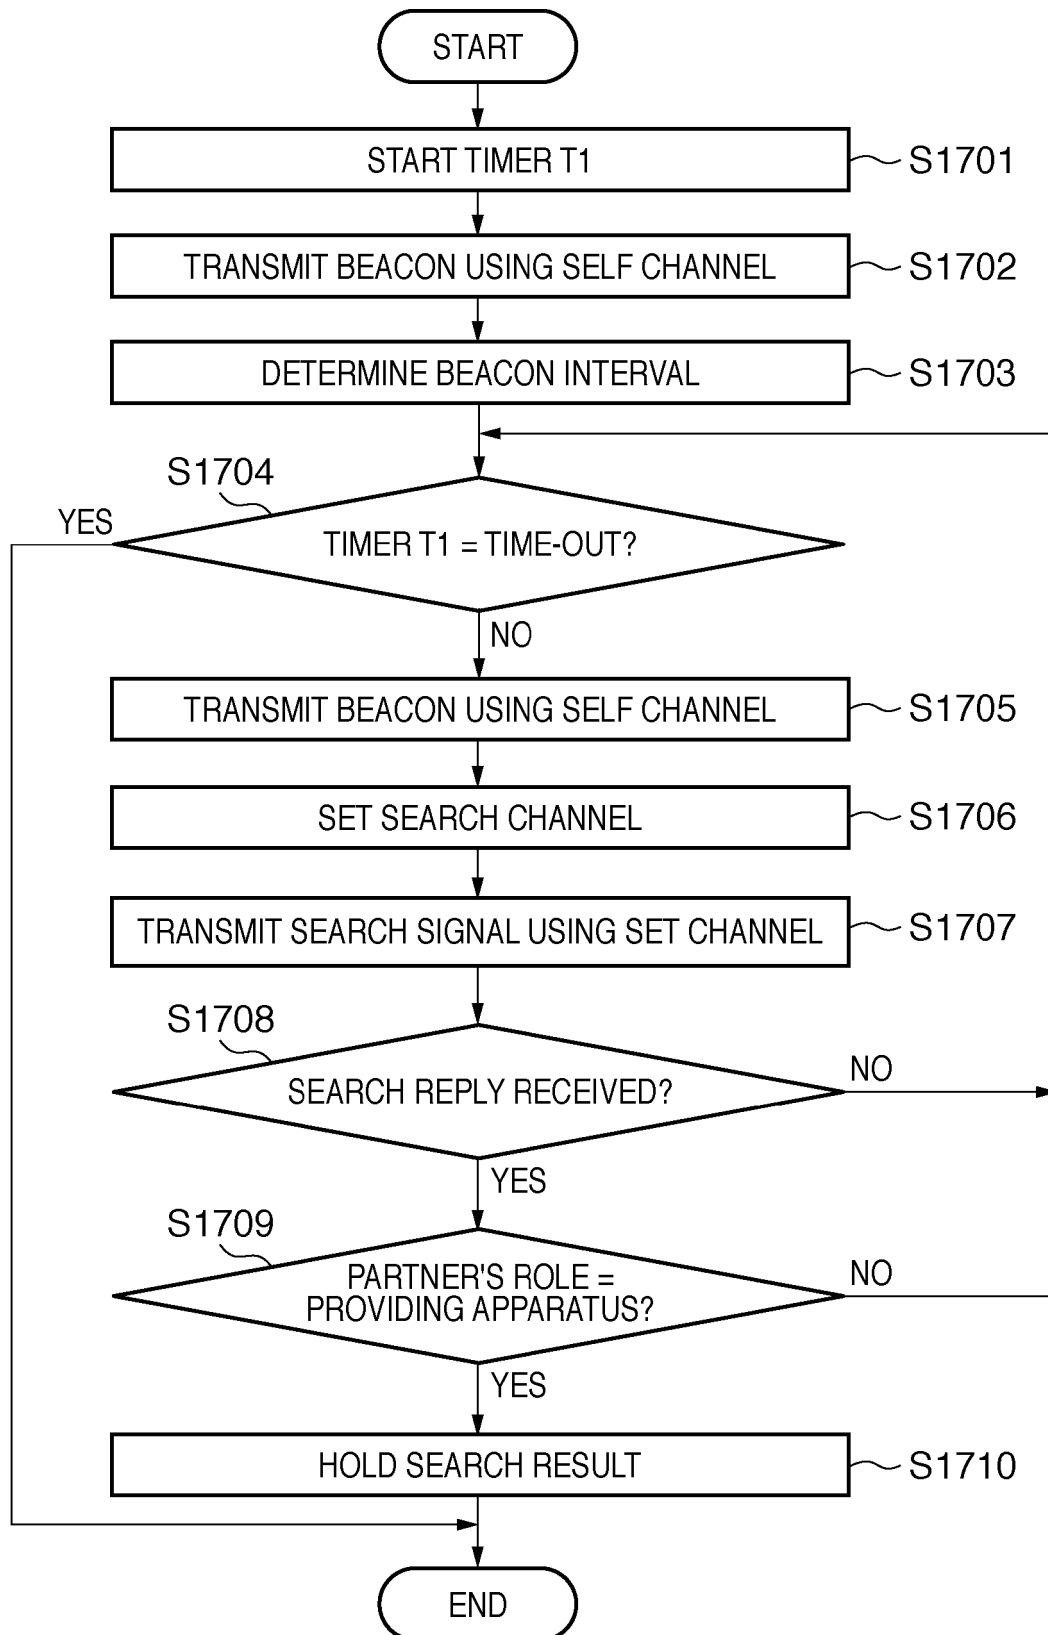 START
START TIMER T1
S1701
TRANSMIT BEACON USING SELF CHANNEL
S1702
DETERMINE BEACON INTERVAL
S1703
S1704
YES
TIMER T1 = TIME-OUT?
NO
TRANSMIT BEACON USING SELF CHANNEL
S1705
SET SEARCH CHANNEL
S1706
TRANSMIT SEARCH SIGNAL USING SET CHANNEL
S1707
S1708
SEARCH REPLY RECEIVED?
NO
YES
S1709
PARTNER'S ROLE =
PROVIDING APPARATUS?
NO
YES
HOLD SEARCH RESULT
S1710
END